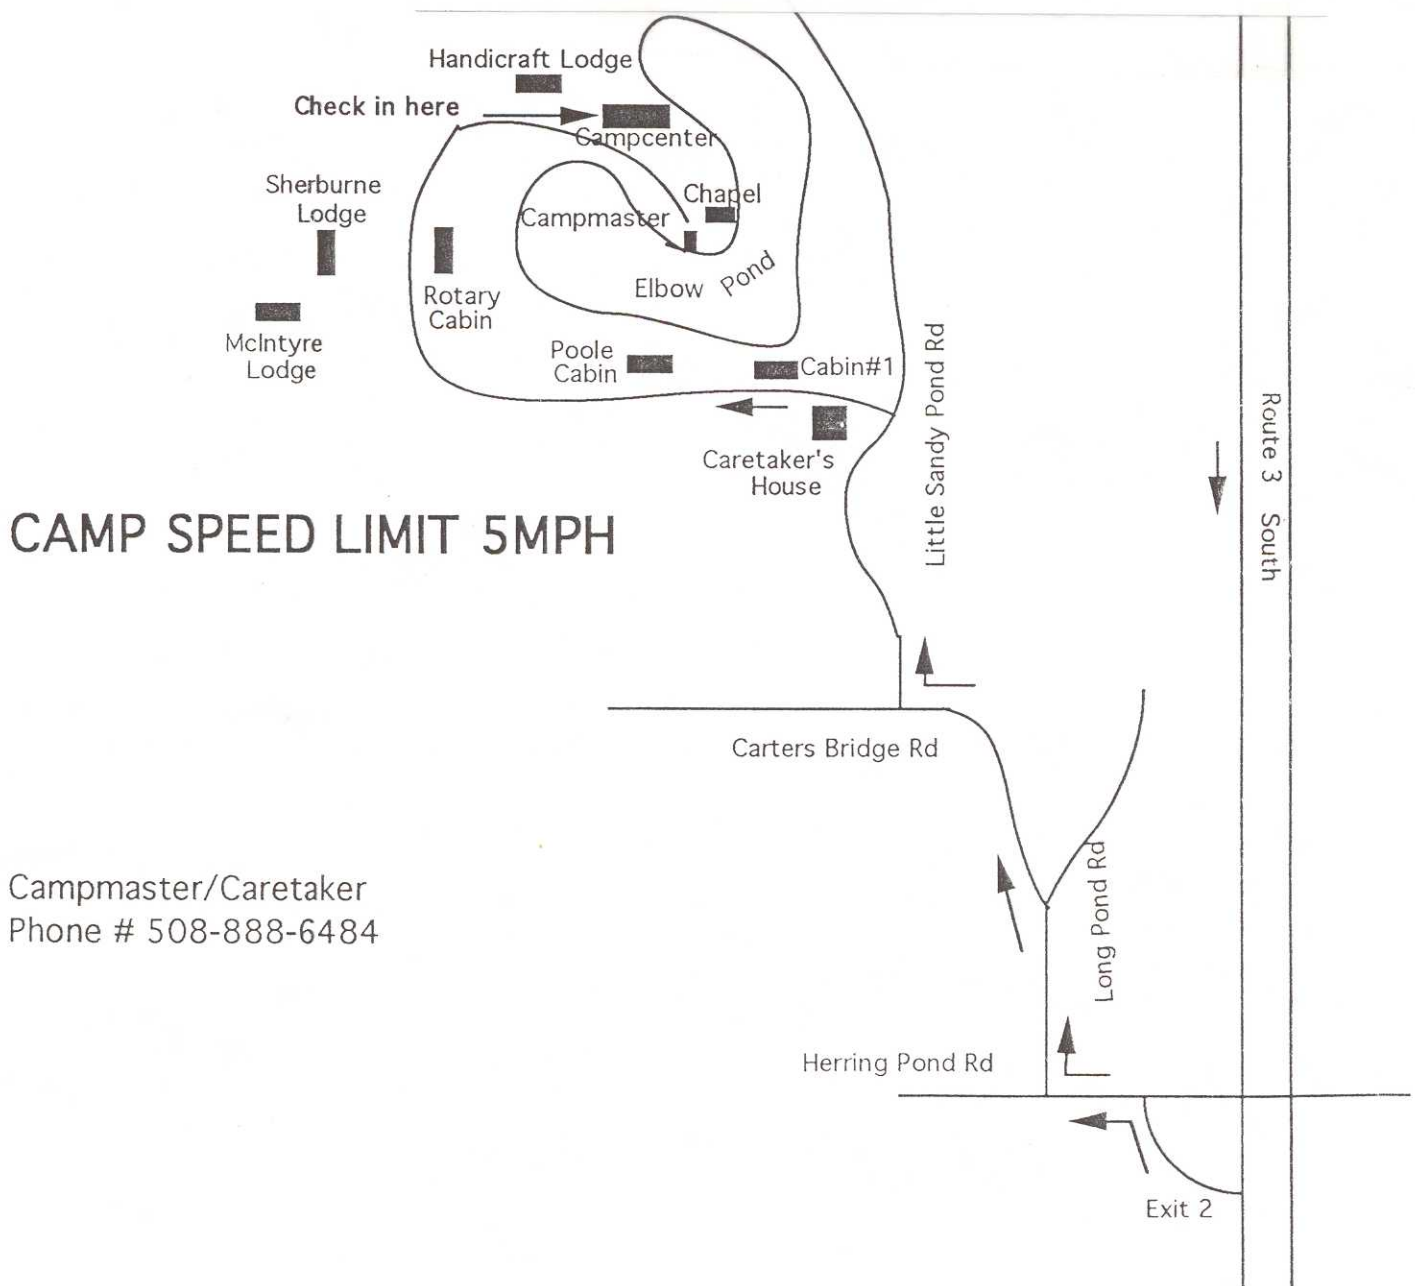 Handicraft Lodge
Check in here
Campcenter
Sherburne
Lodge
Chapel
Campmaster
Elbow Pond
Rotary
Cabin
McIntyre
Lodge
Poole
Cabin
Cabin#1
Caretaker's
House
Little Sandy Pond Rd
Route 3 South
CAMP SPEED LIMIT 5MPH
Carters Bridge Rd
Campmaster/Caretaker
Phone # 508-888-6484
Long Pond Rd
Herring Pond Rd
Exit 2